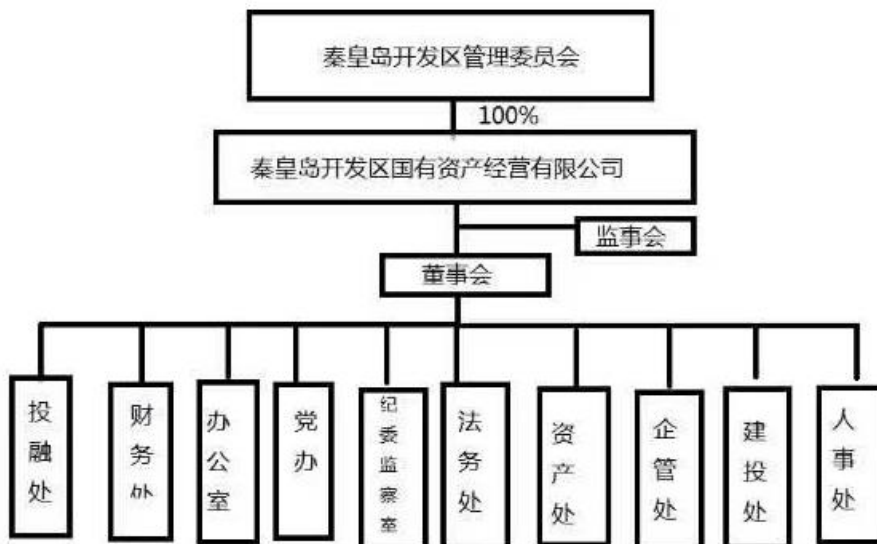 秦皇岛开发区管理委员会
100%
秦皇岛开发区国有资产经营有限公司
监事会
董事会
投融处
财务处
办公室
党办
纪委监察室
法务处
资产处
企管处
建投处
人事处